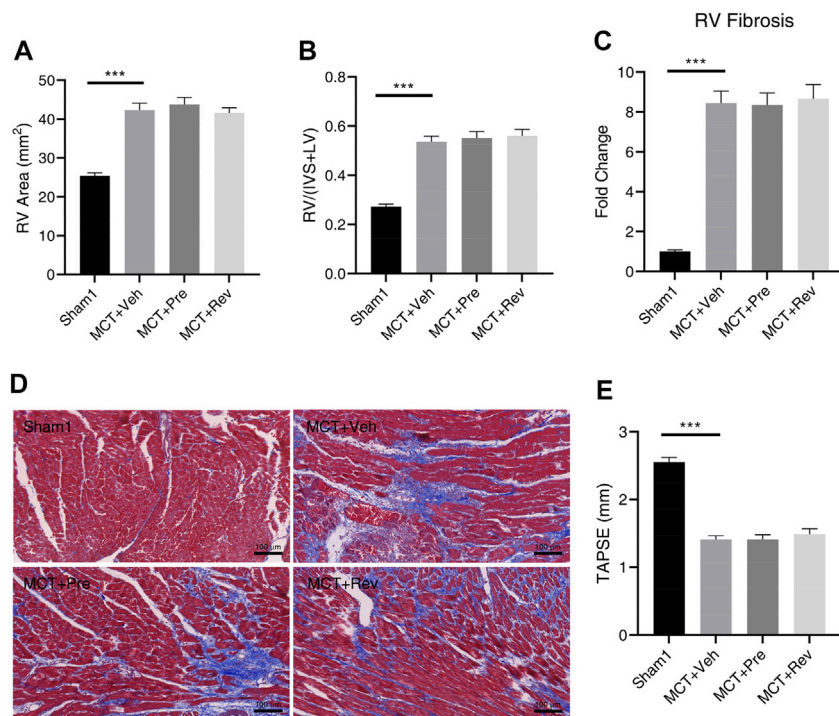 A
RV Area (mm²)
60
40
20
0
***
Sham1
MCT+Veh
MCT+Pre
MCT+Rev
B
RV/(IVS+LV)
0.8
0.6
0.4
0.2
0.0
***
Sham1
MCT+Veh
MCT+Pre
MCT+Rev
C
RV Fibrosis
Fold Change
10
8
6
4
2
0
***
Sham1
MCT+Veh
MCT+Pre
MCT+Rev
D
Sham1
100 µm
MCT+Veh
100 µm
MCT+Pre
100 µm
MCT+Rev
100 µm
E
TAPSE (mm)
3
2
1
0
***
Sham1
MCT+Veh
MCT+Pre
MCT+Rev